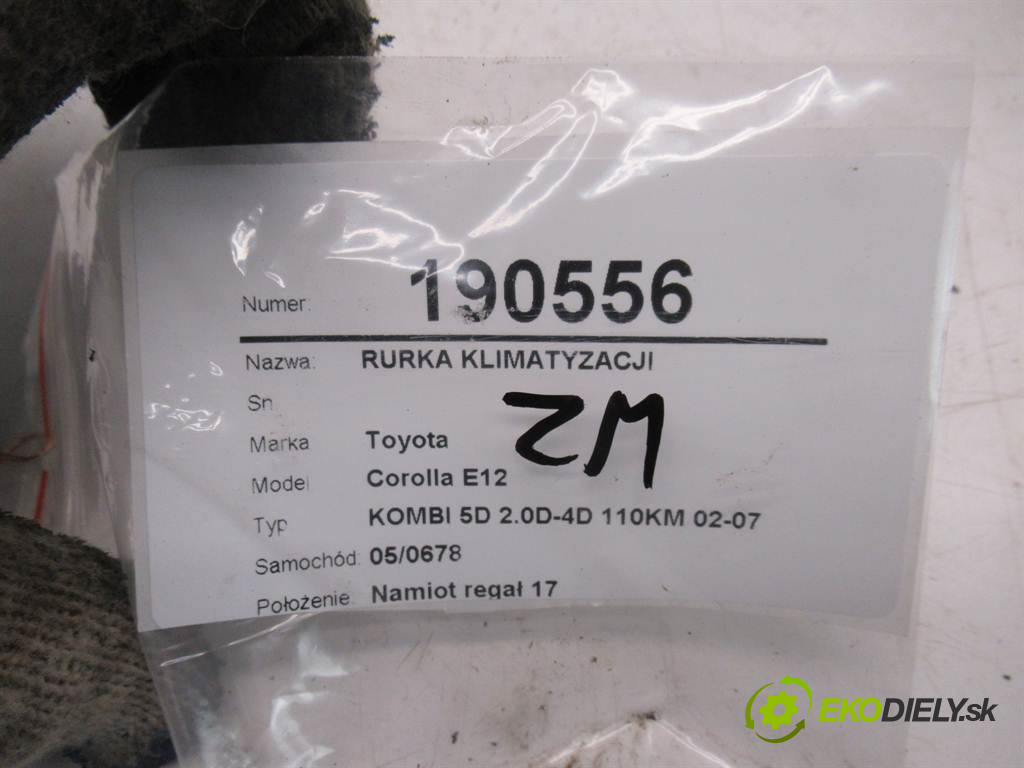 Numer: 190556
Nazwa: RURKA KLIMATYZACJI
Sn
ZM
Marka Toyota
Model Corolla E12
Typ KOMBI 5D 2.0D-4D 110KM 02-07
Samochód: 05/0678
Położenie: Namiot regał 17
EKODIELY.sk